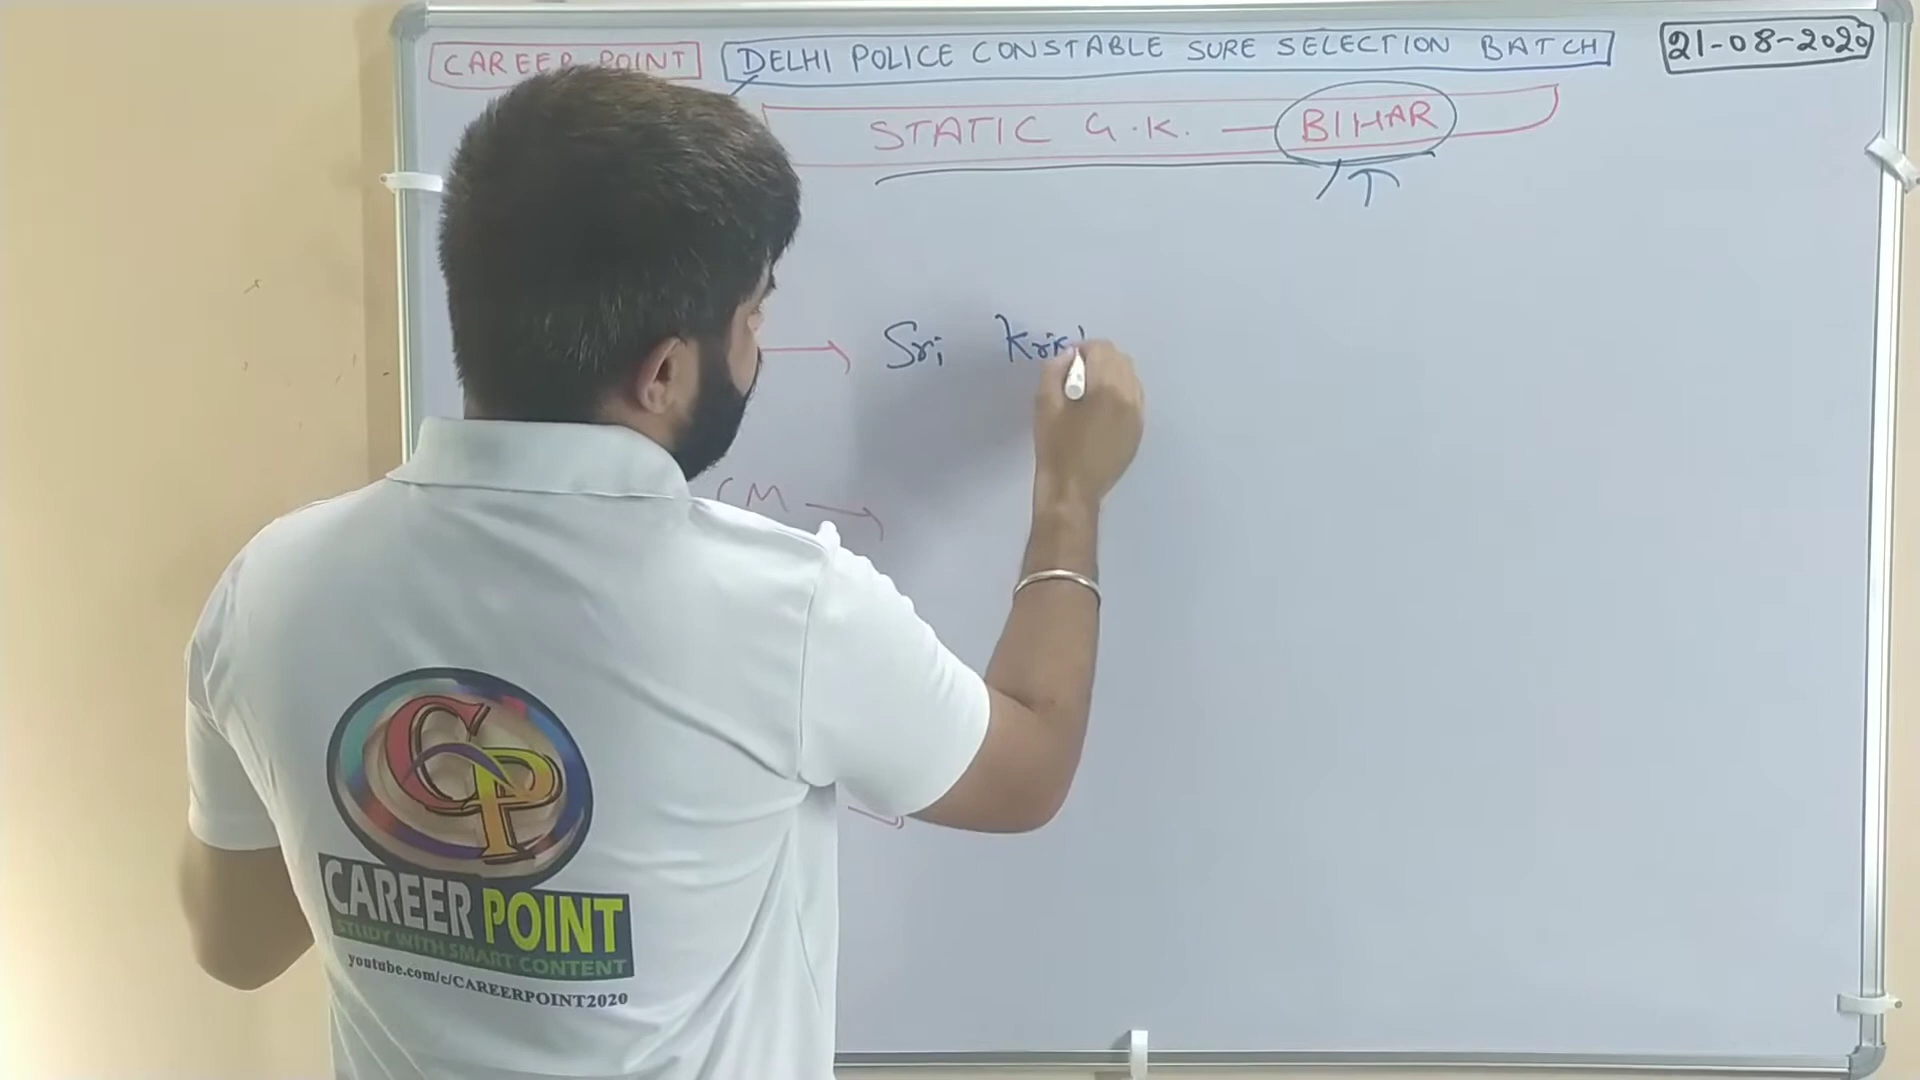 CAREER POINT DELHI POLICE CONSTABLE SURE SELECTION BATCH 21-08-2020
STATIC G.K. — BIHAR
→ Sri
CM →
CP
CAREER POINT
STUDY WITH SMART CONTENT
youtube.com/c/CAREERPOINT2020